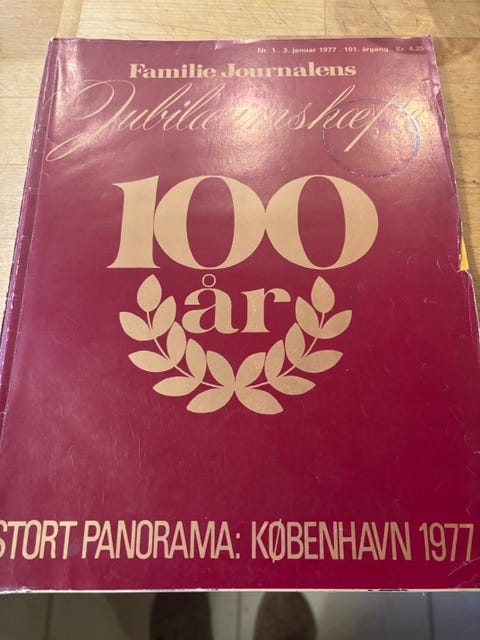 Nr. 1 . 3. januar 1977 . 101. årgang Kr. 4,25
Familie Journalens
Jubilæumshæfte
100
år
STORT PANORAMA: KØBENHAVN 1977